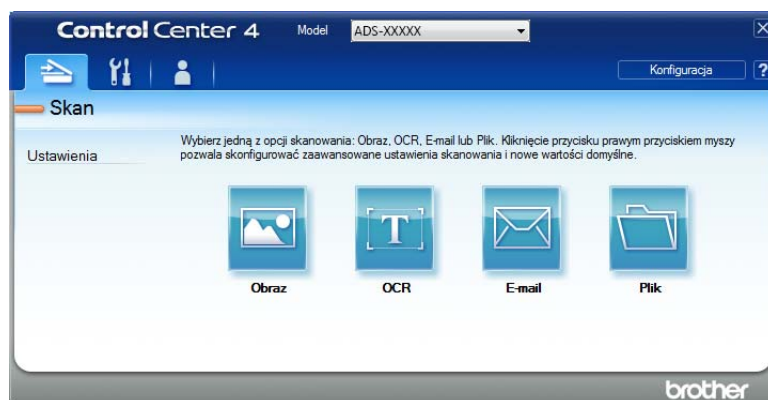 Control Center 4 Model ADS-XXXXX
Konfiguracja ?
Skan
Wybierz jedną z opcji skanowania: Obraz, OCR, E-mail lub Plik. Kliknięcie przycisku prawym przyciskiem myszy
Ustawienia pozwala skonfigurować zaawansowane ustawienia skanowania i nowe wartości domyślne.
T
Obraz OCR E-mail Plik
brother